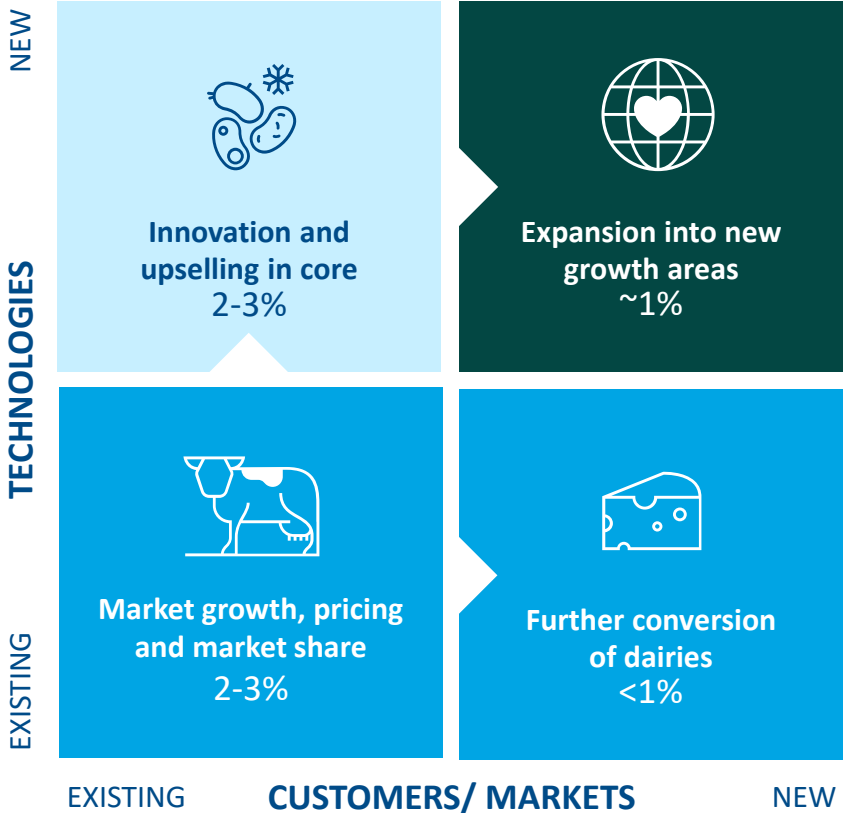 NEW
TECHNOLOGIES
EXISTING
Innovation and
upselling in core
2-3%
Expansion into new
growth areas
~1%
Market growth, pricing
and market share
2-3%
Further conversion
of dairies
<1%
EXISTING
CUSTOMERS/ MARKETS
NEW